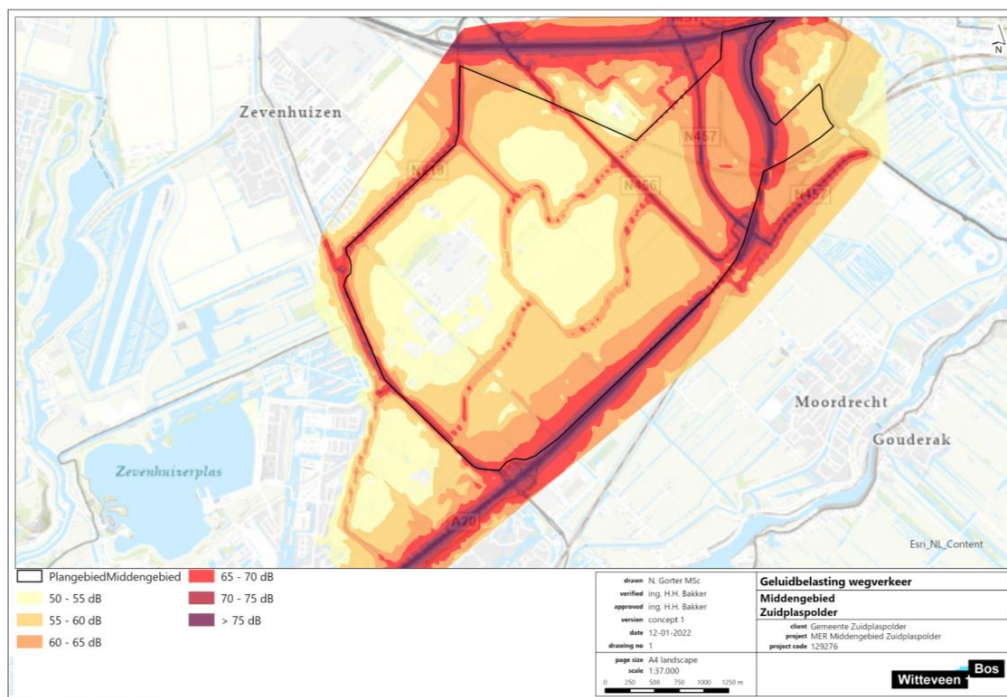 N451
N
Zevenhuizen
N457
N419
N456
N457
Moordrecht
Gouderak
Zevenhuizerplas
A20
Esri_NL_Content
PlangebiedMiddengebied
65 - 70 dB
50 - 55 dB
70 - 75 dB
55 - 60 dB
> 75 dB
60 - 65 dB
drawn N. Gorter MSc
verified ing. H.H. Bakker
approved ing. H.H. Bakker
version concept 1
date 12-01-2022
drawing no 1
page size A4 landscape
scale 1:37.000
0 250 500 750 1000 1250 m
Geluidbelasting wegverkeer
Middengebied
Zuidplaspolder
client Gemeente Zuidplaspolder
project MER Middengebied Zuidplaspolder
project code 129276
Witteveen Bos